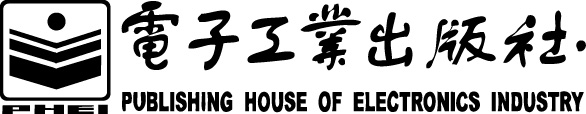 電子工業出版社·
PUBLISHING HOUSE OF ELECTRONICS INDUSTRY
PHEI